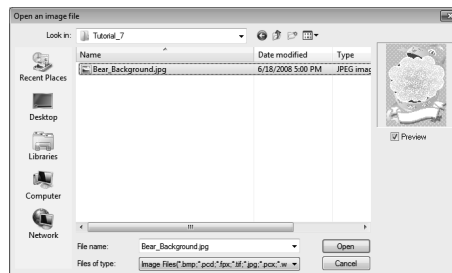 Open an image file
Look in: Tutorial_7
Name Date modified Type
Bear_Background.jpg 6/18/2008 5:00 PM JPEG imag
Recent Places
Desktop
Libraries
Computer
Network
Preview
File name: Bear_Background.jpg Open
Files of type: Image Files(*.bmp;*.pcd;*.fpx;*.tif;*.jpg;*.pcx;*.w Cancel